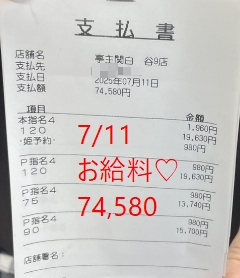 支払書
店舗名 亭主関白 谷9店
支払先
支払日 2025年07月11日
支払額 74,580円
項目 金額
本指名4 1,960円
120 19,630円
-姫予約- 980円
7/11
P指名4 980円
120 19,630円
お給料♡
P指名4 980円
75 13,740円
74,580
P指名4 980円
90 15,700円
店舗署名: